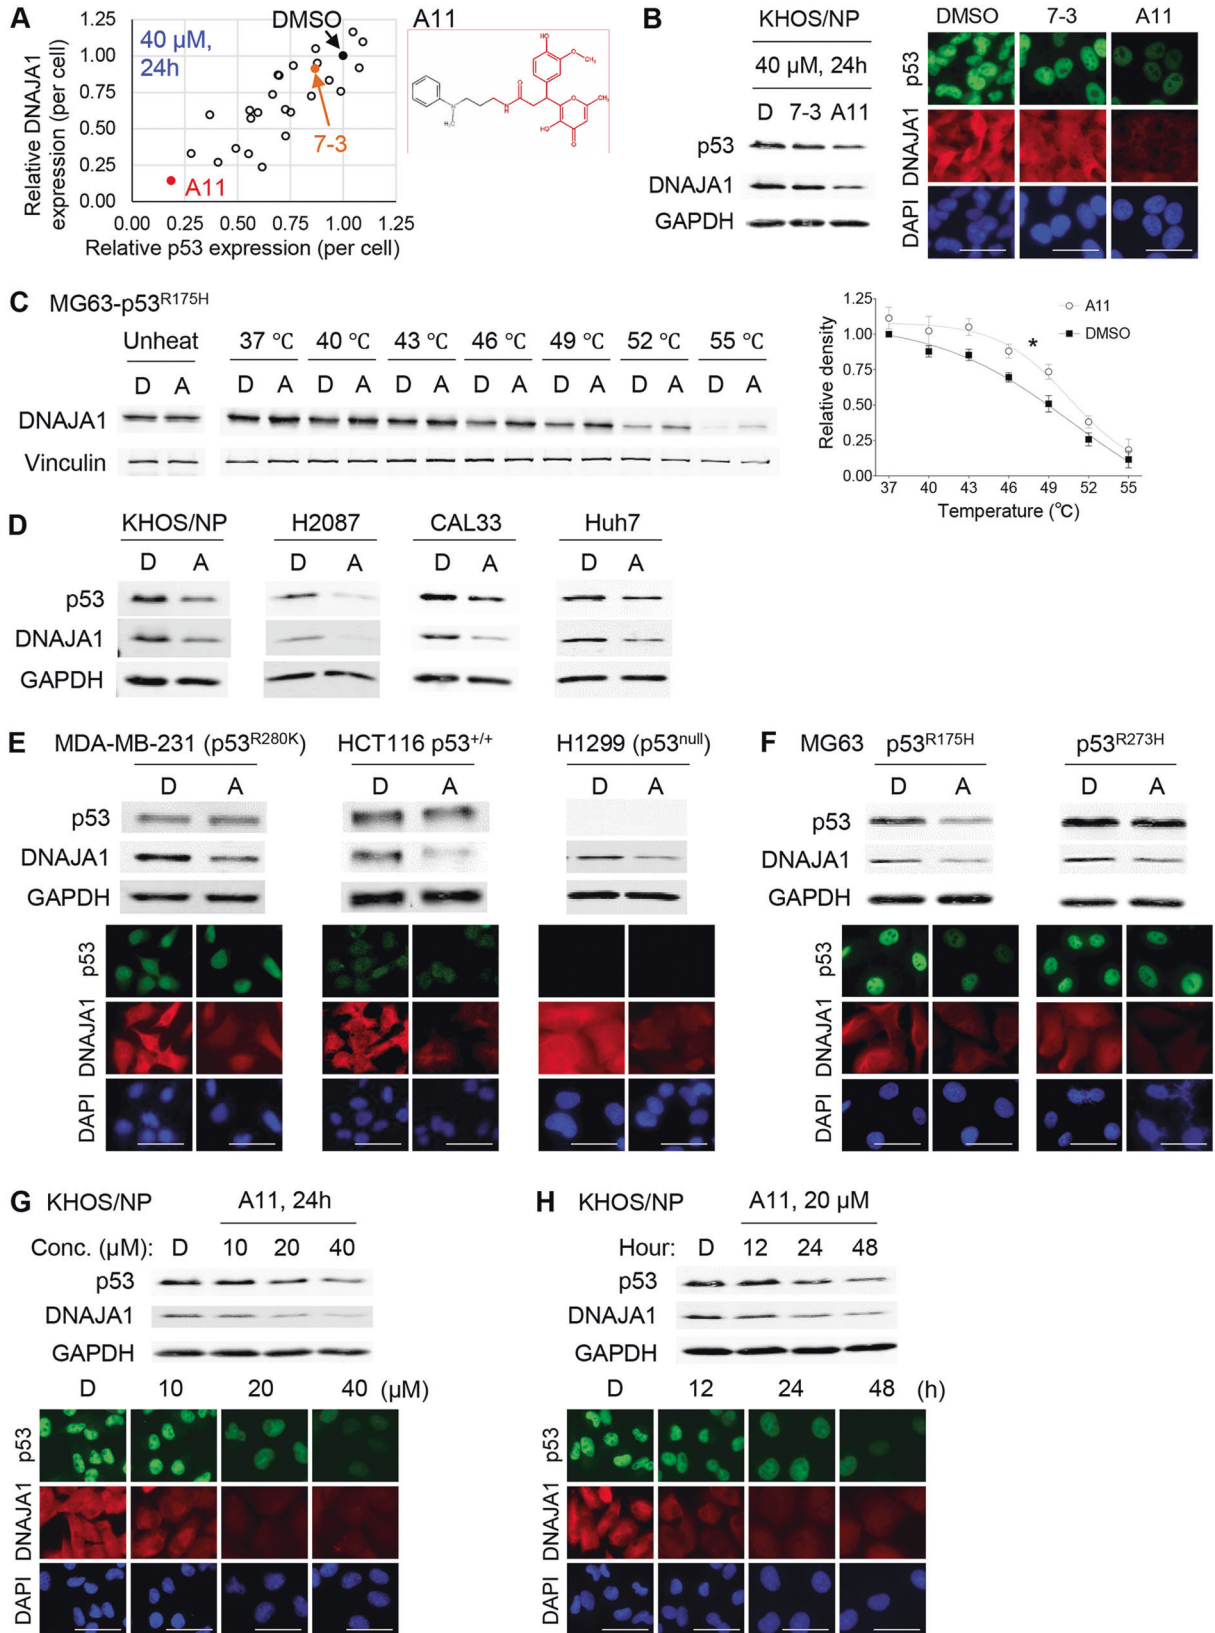 A
1.25
1.00
0.75
0.50
0.25
0.00
Relative DNAJA1
expression (per cell)
40 µM,
24h
DMSO
7-3
A11
0.00 0.25 0.50 0.75 1.00 1.25
Relative p53 expression (per cell)
A11
HO
O
CH₃
N
CH₃
NH
O
O
CH₃
HO
O
B
KHOS/NP
40 µM, 24h
D 7-3 A11
p53
DNAJA1
GAPDH
DMSO 7-3 A11
p53
DNAJA1
DAPI
C MG63-p53R175H
Unheat 37 °C 40 °C 43 °C 46 °C 49 °C 52 °C 55 °C
D A D A D A D A D A D A D A D A
DNAJA1
Vinculin
1.25
1.00
0.75
0.50
0.25
0.00
Relative density
A11
DMSO
*
37 40 43 46 49 52 55
Temperature (°C)
D
KHOS/NP H2087 CAL33 Huh7
D A D A D A D A
p53
DNAJA1
GAPDH
E MDA-MB-231 (p53R280K) HCT116 p53+/+ H1299 (p53null)
D A D A D A
p53
DNAJA1
GAPDH
p53
DNAJA1
DAPI
F MG63 p53R175H p53R273H
D A D A
p53
DNAJA1
GAPDH
p53
DNAJA1
DAPI
G KHOS/NP A11, 24h
Conc. (µM): D 10 20 40
p53
DNAJA1
GAPDH
D 10 20 40 (µM)
p53
DNAJA1
DAPI
H KHOS/NP A11, 20 µM
Hour: D 12 24 48
p53
DNAJA1
GAPDH
D 12 24 48 (h)
p53
DNAJA1
DAPI